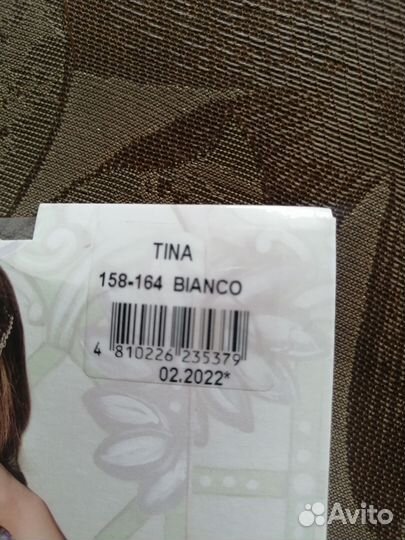 TINA
158-164 BIANCO
4 810226 235379
02.2022*
Avito